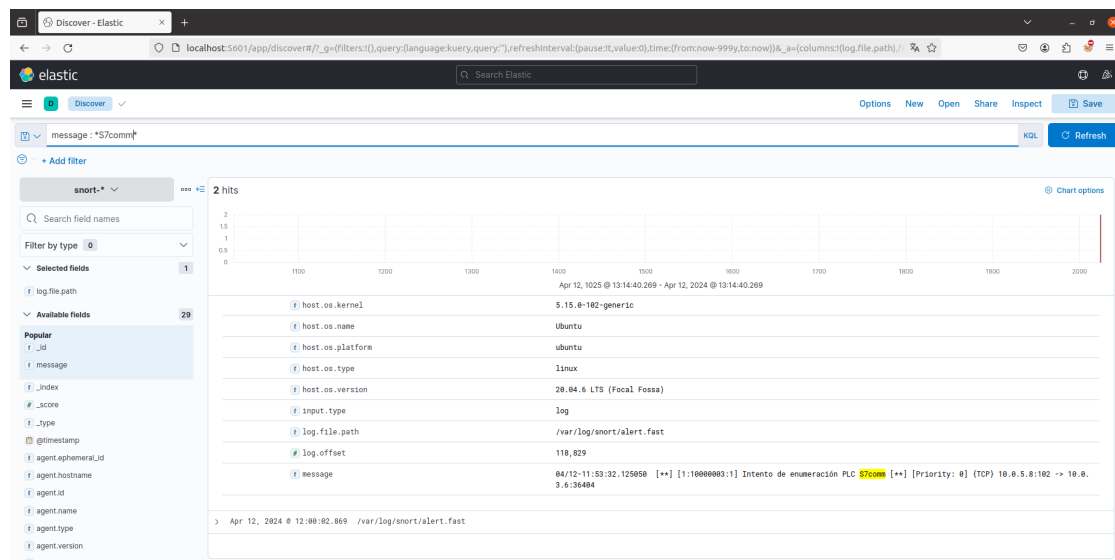 Discover - Elastic
localhost:5601/app/discover#/?_g=(filters:!(),query:(language:kuery,query:''),refreshInterval:(pause:!t,value:0),time:(from:now-999y,to:now))&_a=(columns:!(log.file.path),
elastic
Search Elastic
D Discover
Options New Open Share Inspect Save
message : *S7comm*
KQL Refresh
+ Add filter
snort-*
2 hits
Chart options
Search field names
Filter by type 0
Selected fields 1
log.file.path
Available fields 29
Popular
_id
message
_index
_score
_type
@timestamp
agent.ephemeral_id
agent.hostname
agent.id
agent.name
agent.type
agent.version
2
1.5
1
0.5
0
1100 1200 1300 1400 1500 1600 1700 1800 1900 2000
Apr 12, 1025 @ 13:14:40.269 - Apr 12, 2024 @ 13:14:40.269
host.os.kernel 5.15.0-102-generic
host.os.name Ubuntu
host.os.platform ubuntu
host.os.type linux
host.os.version 20.04.6 LTS (Focal Fossa)
input.type log
log.file.path /var/log/snort/alert.fast
log.offset 118,829
message 04/12-11:53:32.125050 [**] [1:10000003:1] Intento de enumeración PLC S7comm [**] [Priority: 0] {TCP} 10.0.5.8:102 -> 10.0.
3.6:36404
Apr 12, 2024 @ 12:00:02.869 /var/log/snort/alert.fast